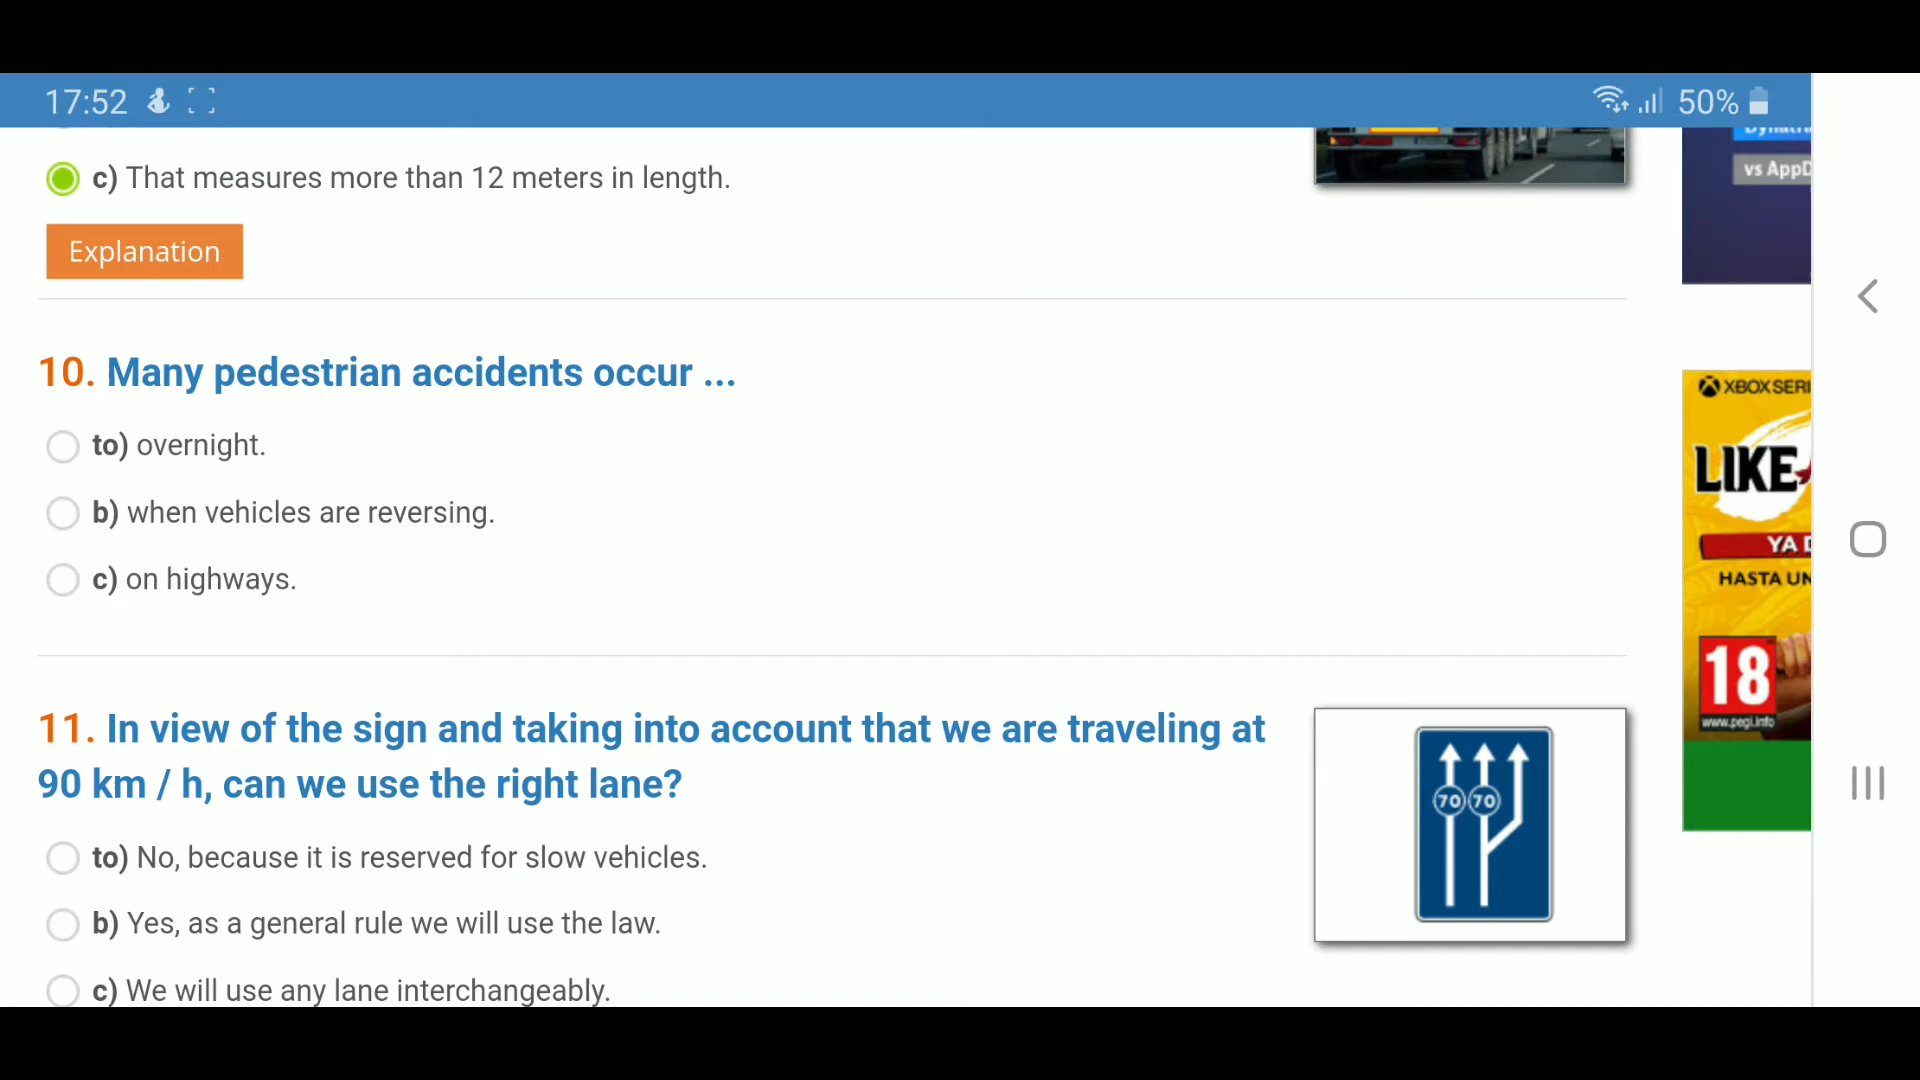 17:52
50%
c) That measures more than 12 meters in length.
vs AppD
Explanation
10. Many pedestrian accidents occur ...
to) overnight.
b) when vehicles are reversing.
c) on highways.
XBOX SERI
LIKE
YA D
HASTA UN
18
www.pegi.info
11. In view of the sign and taking into account that we are traveling at
90 km / h, can we use the right lane?
70 70
to) No, because it is reserved for slow vehicles.
b) Yes, as a general rule we will use the law.
c) We will use any lane interchangeably.